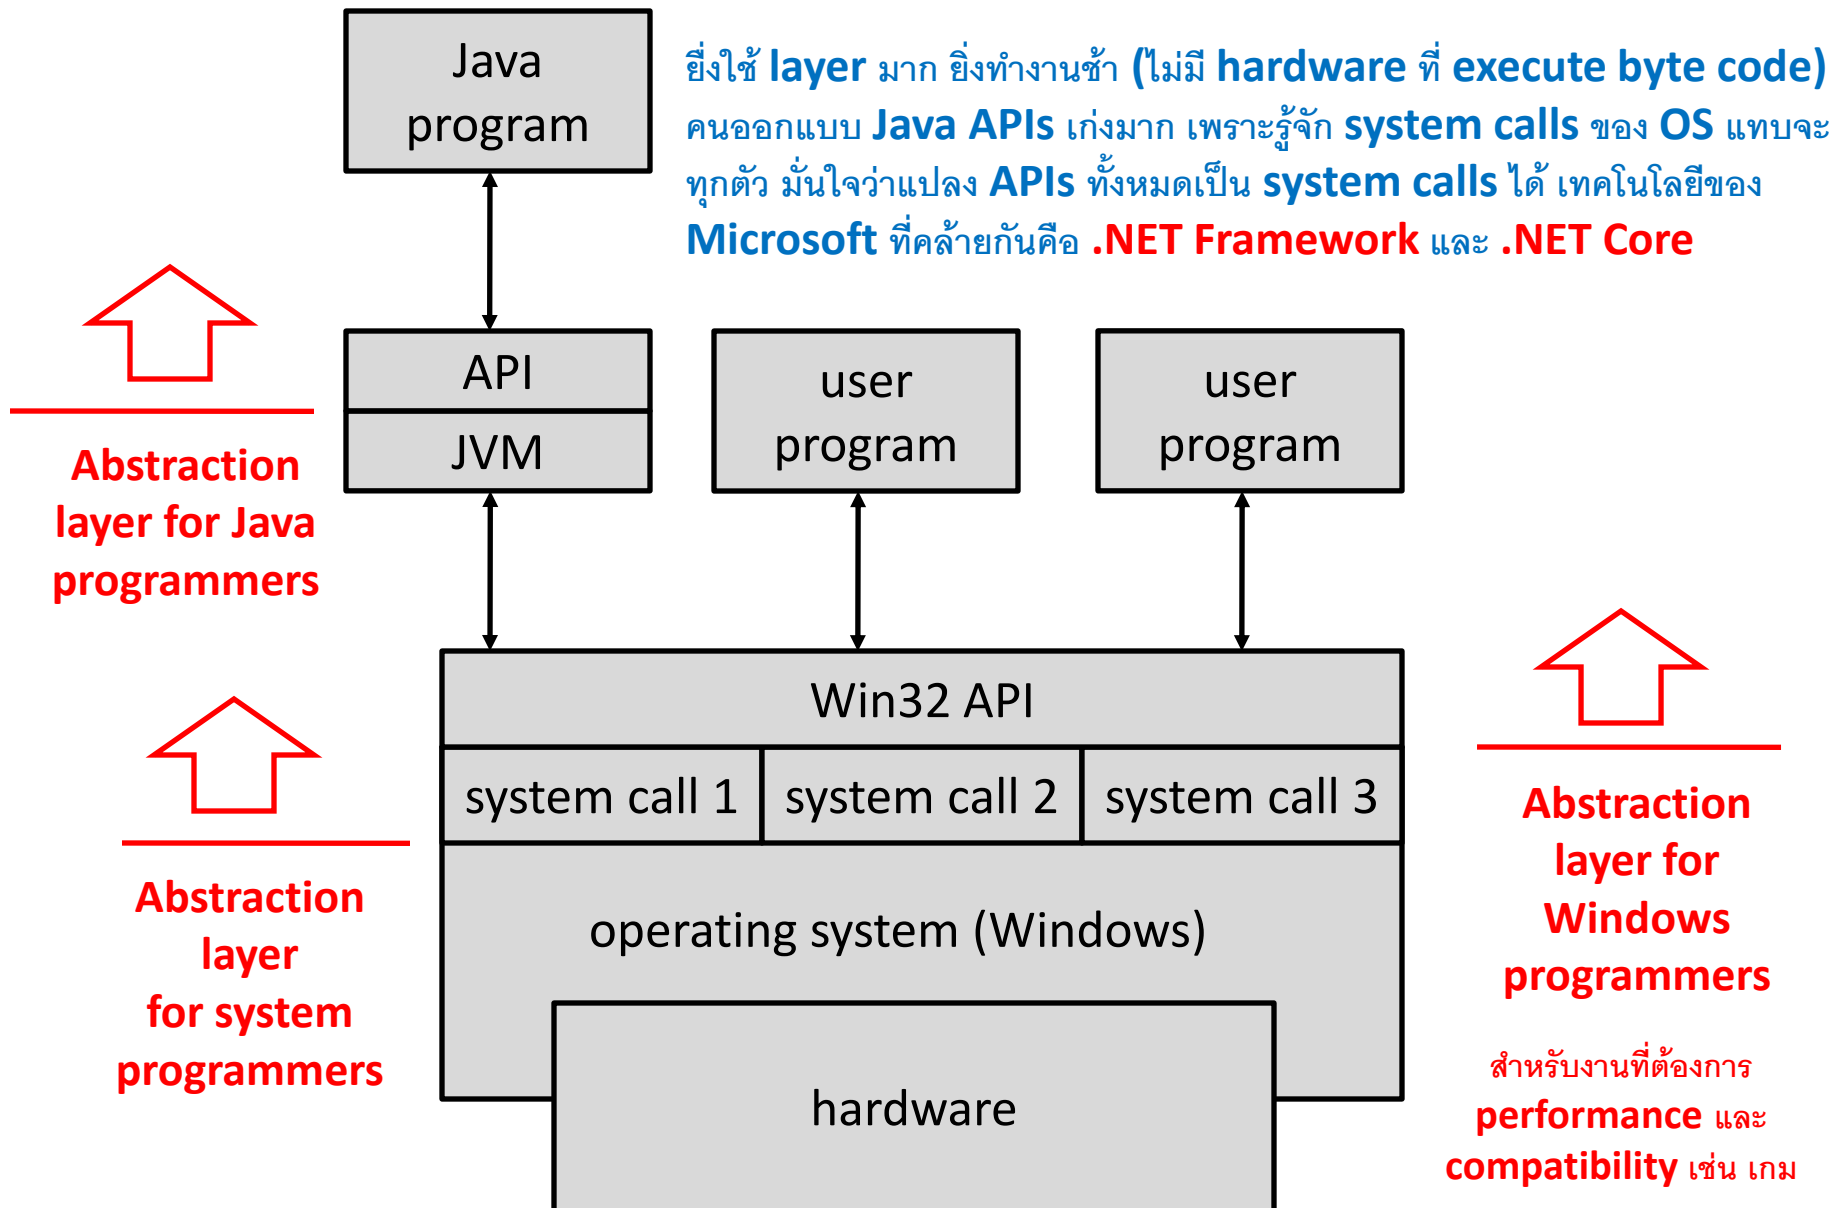 Java
program
ยิ่งใช้ layer มาก ยิ่งทำงานช้า (ไม่มี hardware ที่ execute byte code)
คนออกแบบ Java APIs เก่งมาก เพราะรู้จัก system calls ของ OS แทบจะ
ทุกตัว มั่นใจว่าแปลง APIs ทั้งหมดเป็น system calls ได้ เทคโนโลยีของ
Microsoft ที่คล้ายกันคือ .NET Framework และ .NET Core
API
JVM
user
program
user
program
Abstraction
layer for Java
programmers
Win32 API
system call 1
system call 2
system call 3
operating system (Windows)
hardware
Abstraction
layer
for system
programmers
Abstraction
layer for
Windows
programmers
สำหรับงานที่ต้องการ
performance และ
compatibility เช่น เกม